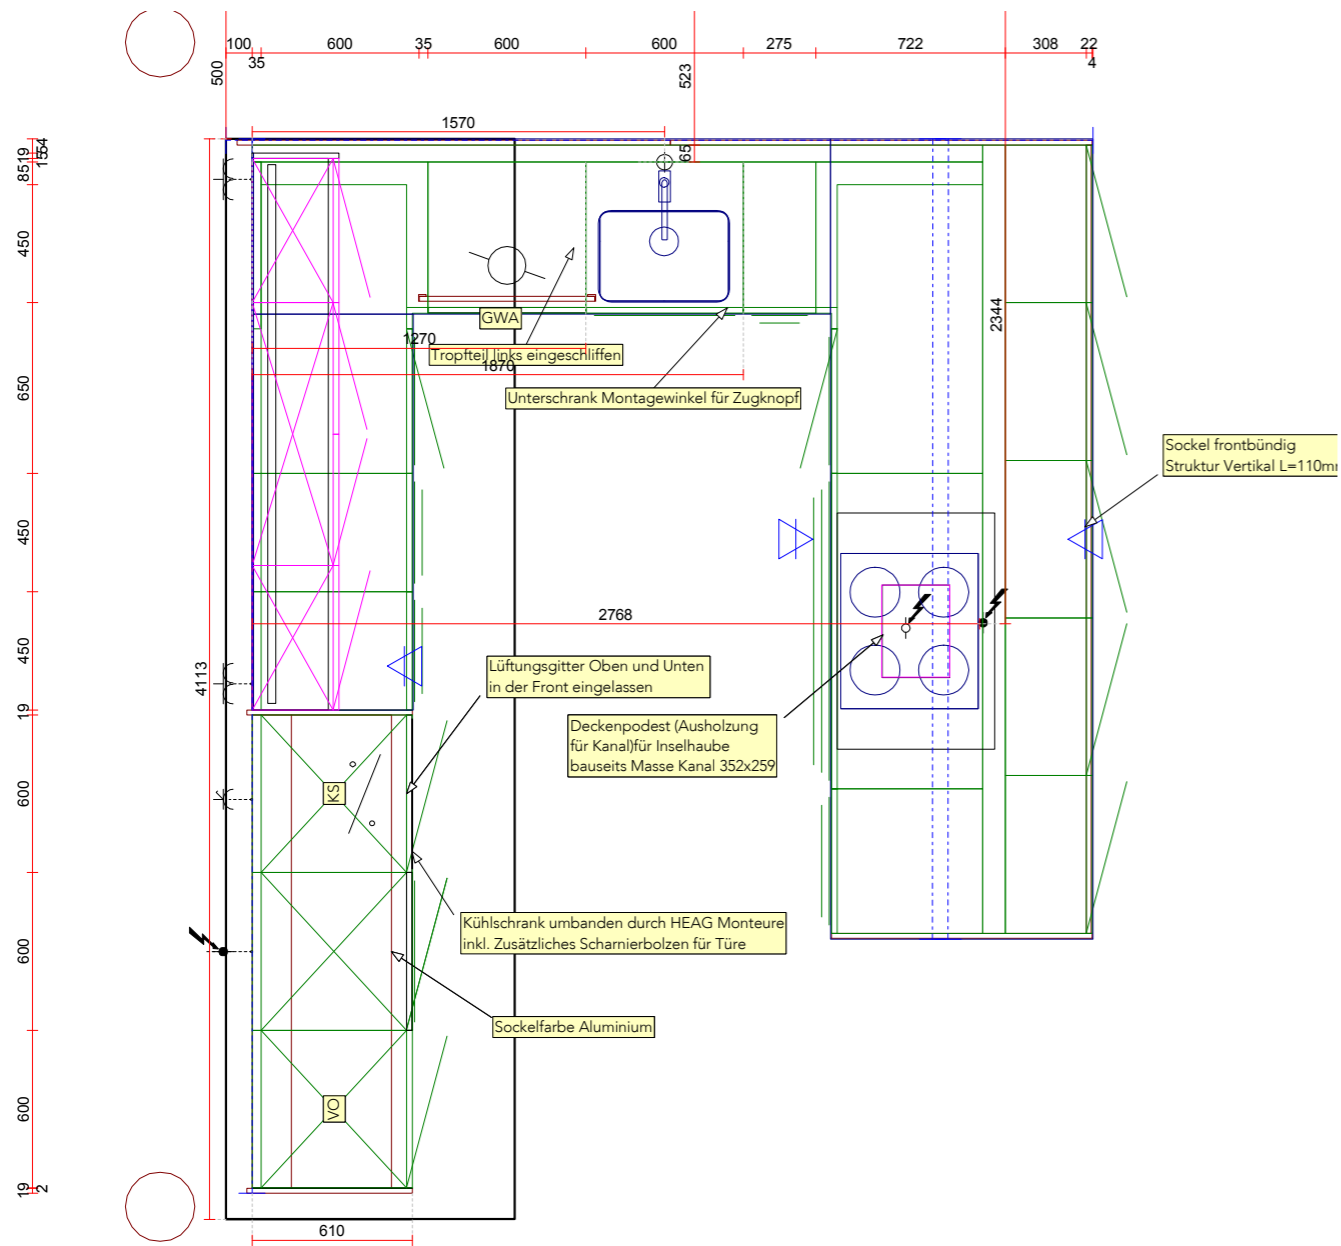 100
600
35
600
600
275
722
308
22
35
4
500
523
1570
65
19
85
450
650
450
450
19
600
600
600
19
2
4113
2344
GWA
1270
Tropfteil links eingeschliffen
1870
Unterschrank Montagewinkel für Zugknopf
Sockel frontbündig
Struktur Vertikal L=110m
2768
Lüftungsgitter Oben und Unten
in der Front eingelassen
Deckenpodest (Ausholzung
für Kanal)für Inselhaube
bauseits Masse Kanal 352x259
KS
Kühlschrank umbanden durch HEAG Monteure
inkl. Zusätzliches Scharnierbolzen für Türe
Sockelfarbe Aluminium
VO
610